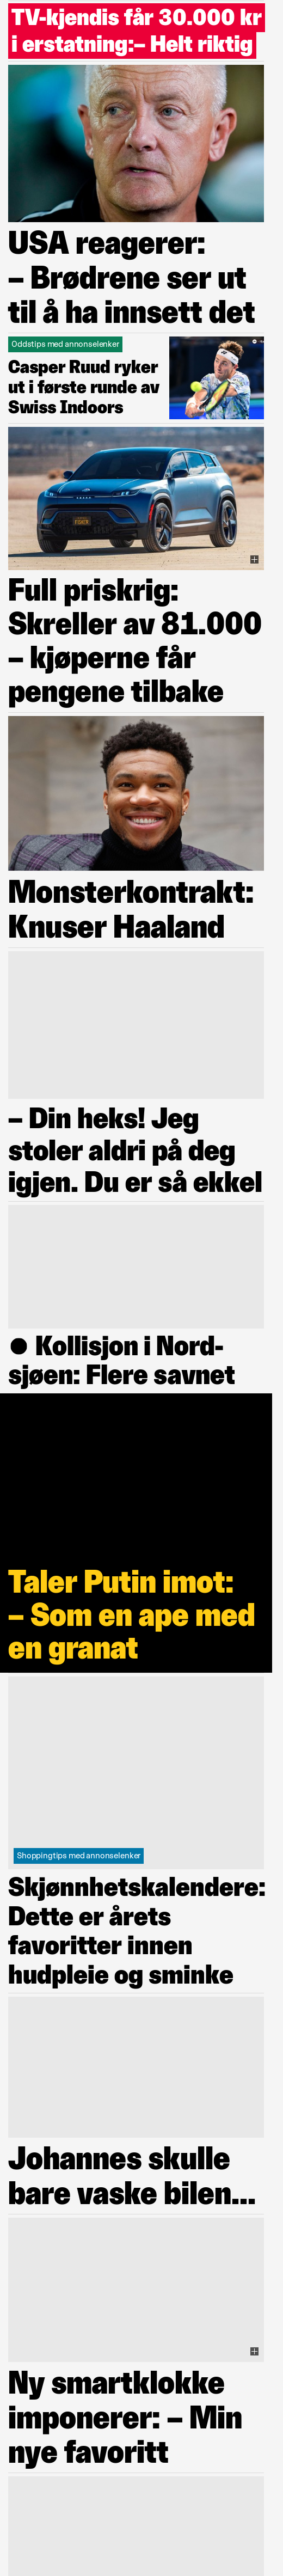 TV-kjendis får 30.000 kr
i erstatning:– Helt riktig
USA reagerer:
– Brødrene ser ut
til å ha innsett det
Oddstips med annonselenker
Casper Ruud ryker
ut i første runde av
Swiss Indoors
FISKER
Full priskrig:
Skreller av 81.000
– kjøperne får
pengene tilbake
Monsterkontrakt:
Knuser Haaland
– Din heks! Jeg
stoler aldri på deg
igjen. Du er så ekkel
● Kollisjon i Nord-
sjøen: Flere savnet
Taler Putin imot:
– Som en ape med
en granat
Shoppingtips med annonselenker
Skjønnhetskalendere:
Dette er årets
favoritter innen
hudpleie og sminke
Johannes skulle
bare vaske bilen...
Ny smartklokke
imponerer: – Min
nye favoritt